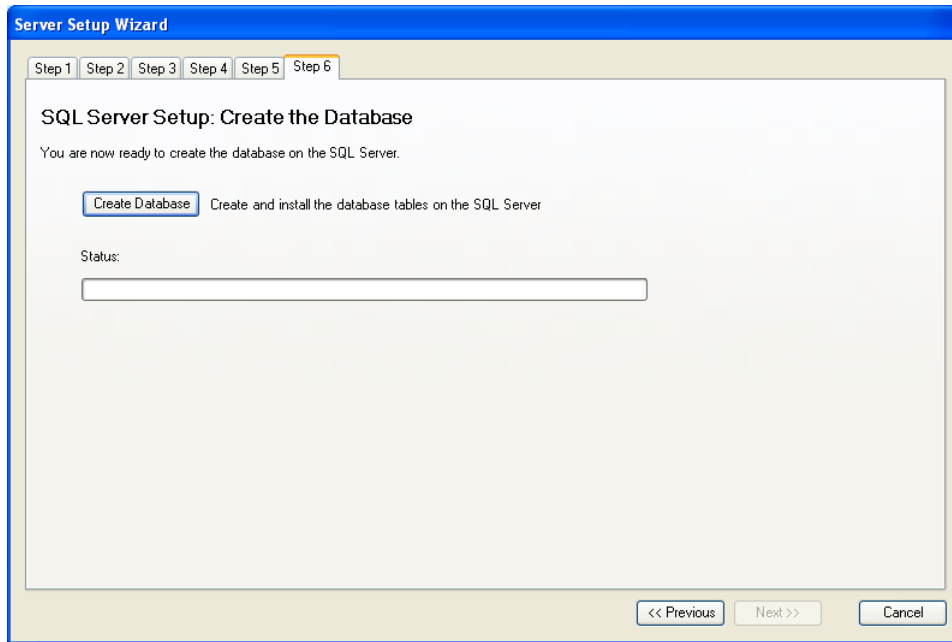 Server Setup Wizard
Step 1 Step 2 Step 3 Step 4 Step 5 Step 6
SQL Server Setup: Create the Database
You are now ready to create the database on the SQL Server.
Create Database Create and install the database tables on the SQL Server
Status:
<< Previous Next >> Cancel